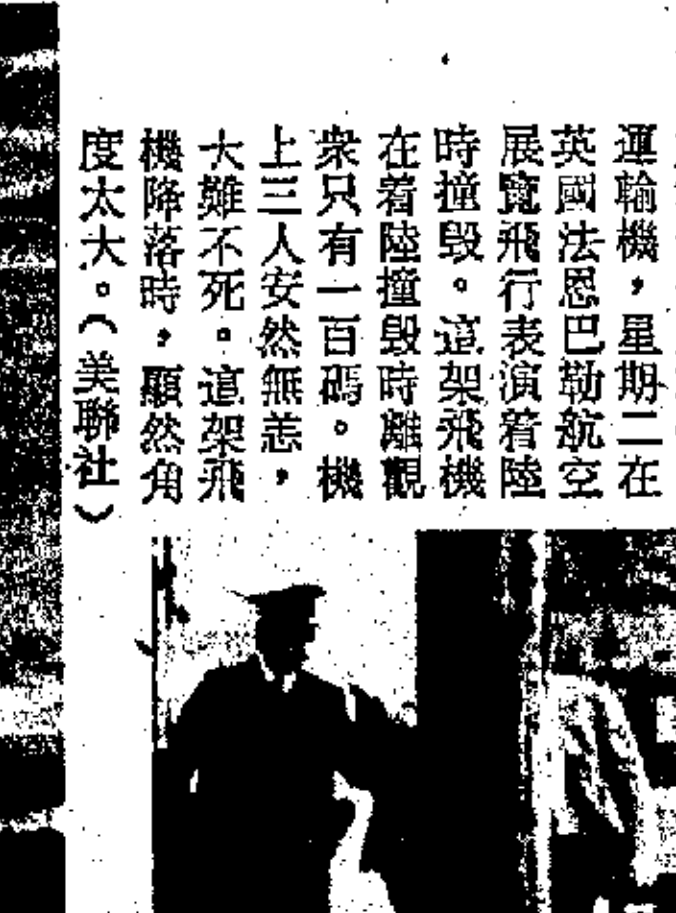 運輸機，星期二在
英國法恩巴勒航空
展覽飛行表演着陸
時撞毀。這架飛機
在着陸撞毀時離觀
衆只有一百碼。機
上三人安然無恙，
大難不死。這架飛
機降落時，顯然角
度太大。（美聯社）